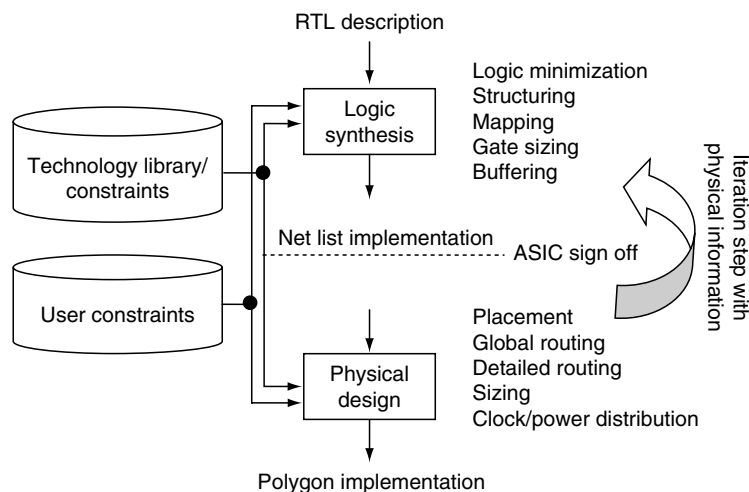 RTL description
Logic
synthesis
Logic minimization
Structuring
Mapping
Gate sizing
Buffering
Technology library/
constraints
Iteration step with
physical information
Net list implementation
ASIC sign off
User constraints
Placement
Global routing
Detailed routing
Sizing
Clock/power distribution
Physical
design
Polygon implementation